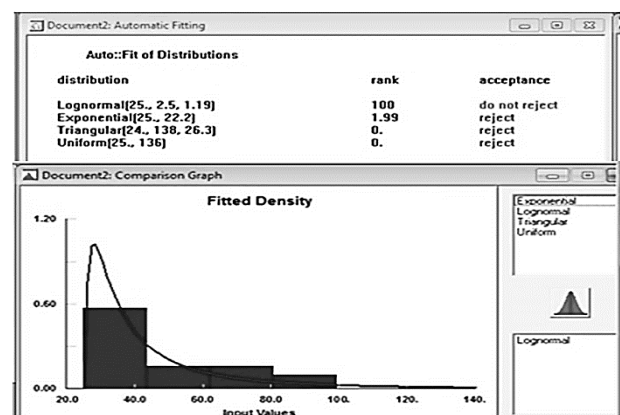 Document2: Automatic Fitting
Auto::Fit of Distributions
distribution rank acceptance
Lognormal(25., 2.5, 1.19) 100 do not reject
Exponential(25., 22.2) 1.99 reject
Triangular(24., 138, 26.3) 0. reject
Uniform(25., 136) 0. reject
Document2: Comparison Graph
Fitted Density
1.20
0.60
0.00
20.0 40.0 60.0 80.0 100. 120. 140.
Input Values
Exponential
Lognormal
Triangular
Uniform
Lognormal